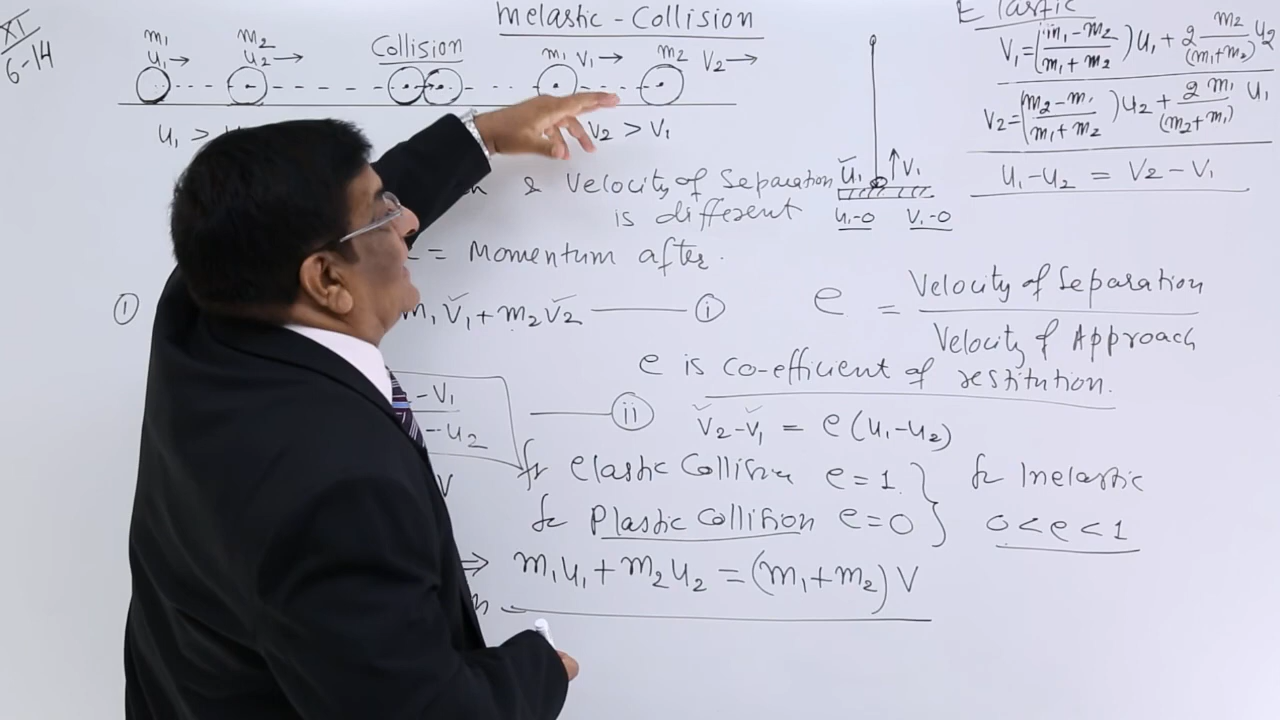 XI
6-14
Inelastic - Collision
m₁ m₂
u₁→ u₂→
Collision
m₁ V₁→ m₂ V₂→
u₁ >
V₂ > V₁
& Velocity of Separation
is different
= Momentum after.
① m₁V₁ + m₂V₂ —— ⓘ
- V₁
- u₂
—— ⓘⓘ
V₂ - V₁ = e(u₁ - u₂)
V
for Elastic Collision e = 1
for Plastic Collision e = 0
for Inelastic
0 < e < 1
⇒ m₁u₁ + m₂u₂ = (m₁ + m₂) V
u₁ ↑V₁
u₁-0 V₁-0
Elastic
V₁ = (m₁ - m₂ / m₁ + m₂) u₁ + 2 m₂ / (m₁ + m₂) u₂
V₂ = (m₂ - m₁ / m₁ + m₂) u₂ + 2 m₁ / (m₂ + m₁) u₁
u₁ - u₂ = V₂ - V₁
e = Velocity of Separation
Velocity of Approach
e is co-efficient of restitution.